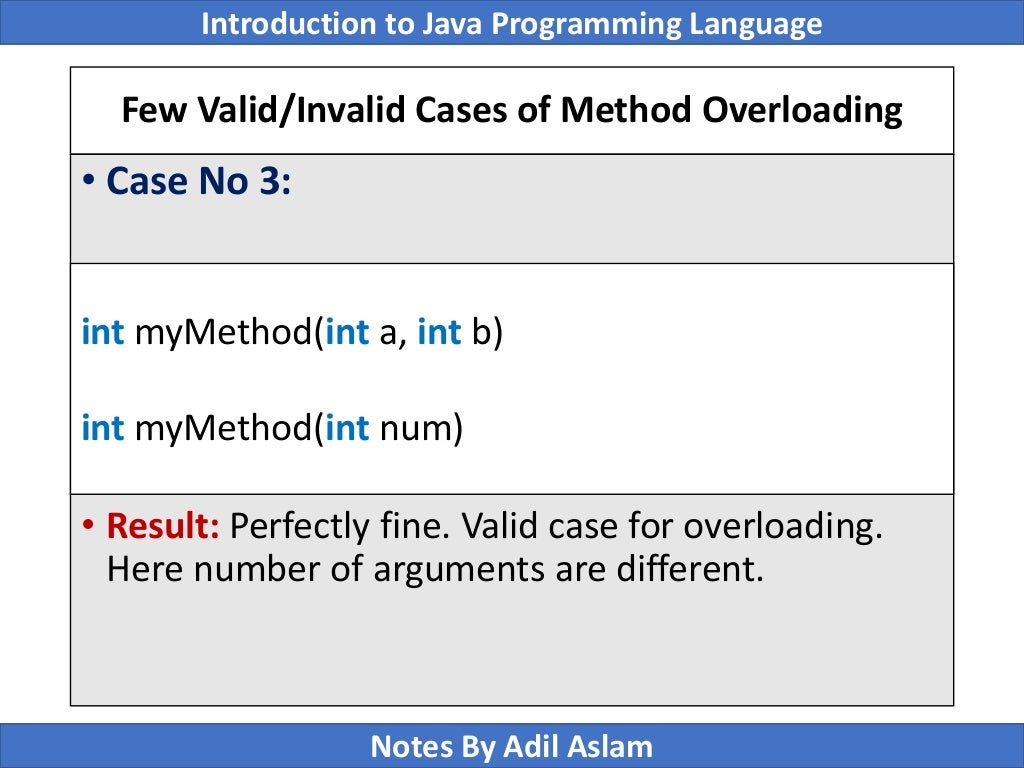 Introduction to Java Programming Language
Few Valid/Invalid Cases of Method Overloading
• Case No 3:
int myMethod(int a, int b)
int myMethod(int num)
• Result: Perfectly fine. Valid case for overloading.
Here number of arguments are different.
Notes By Adil Aslam